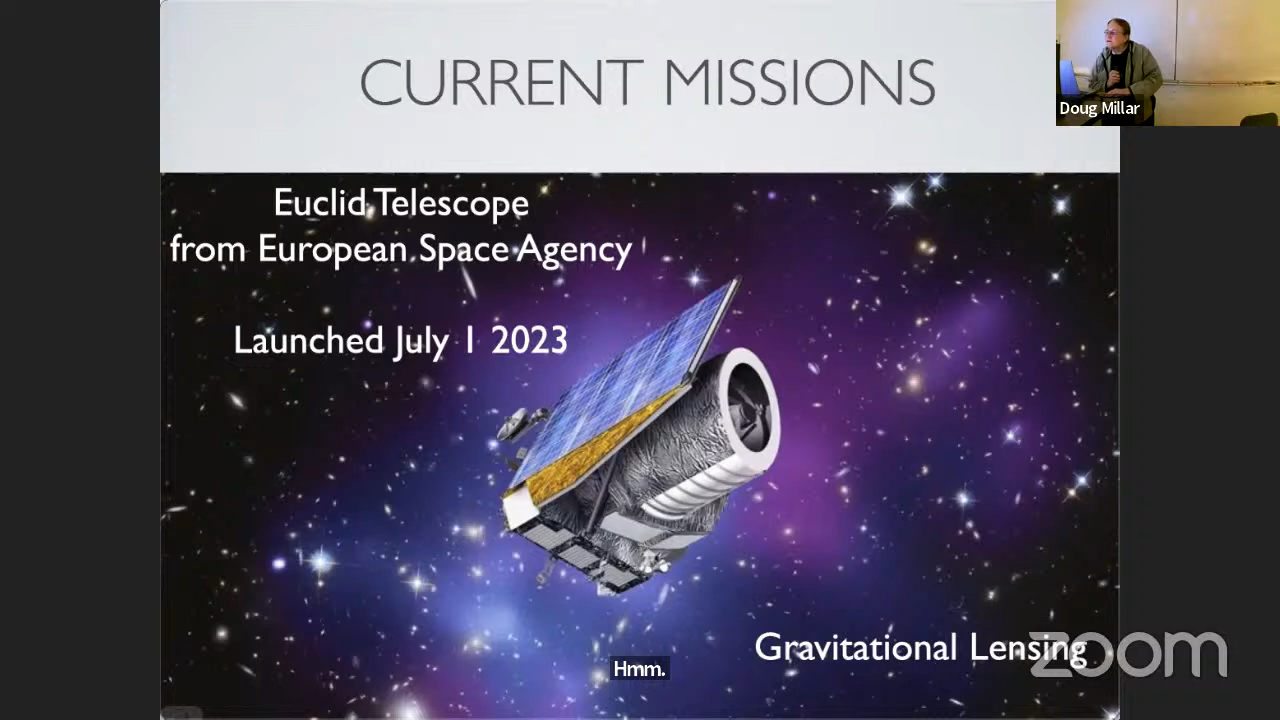 CURRENT MISSIONS
Doug Millar
Euclid Telescope
from European Space Agency
Launched July 1 2023
Gravitational Lensing
zoom
Hmm.